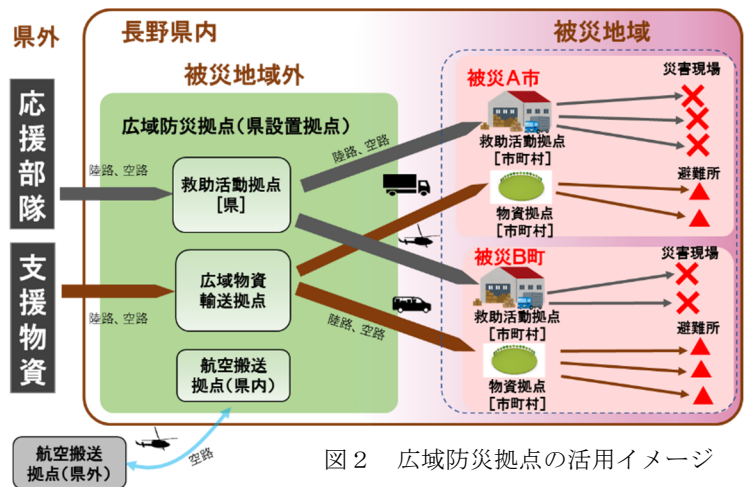 県外
長野県内
被災地域
被災地域外
応援部隊
支援物資
広域防災拠点(県設置拠点)
陸路、空路
救助活動拠点
[県]
陸路、空路
広域物資
輸送拠点
陸路、空路
陸路、空路
航空搬送
拠点(県内)
被災A市
救助活動拠点
[市町村]
災害現場
物資拠点
[市町村]
避難所
被災B町
救助活動拠点
[市町村]
災害現場
物資拠点
[市町村]
避難所
航空搬送
拠点(県外)
空路
図2 広域防災拠点の活用イメージ